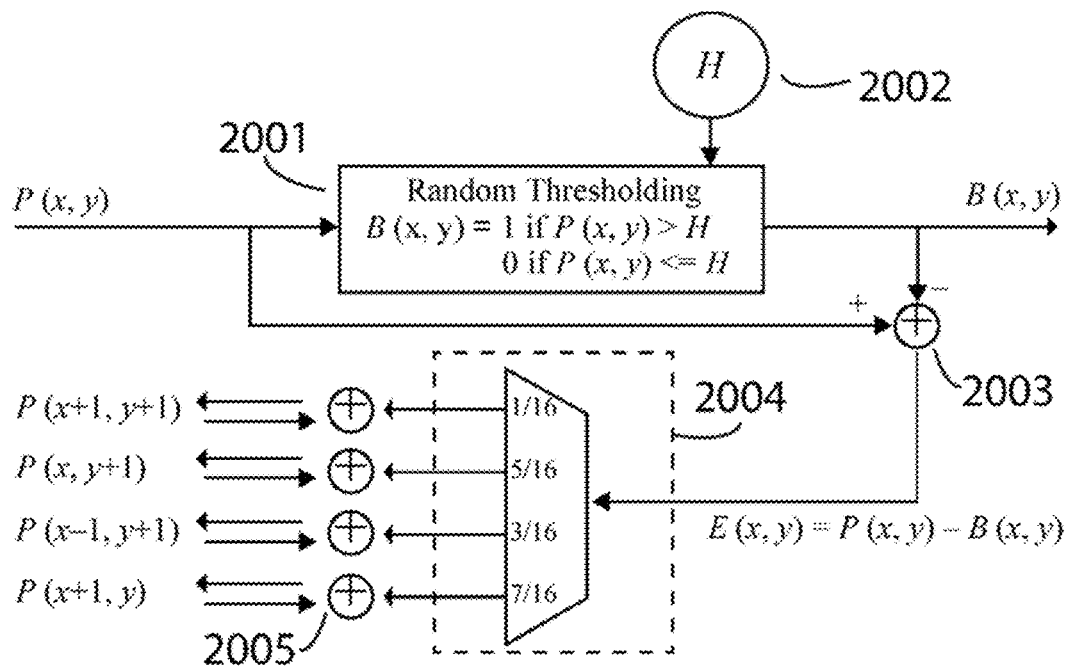 H
2002
2001
P (x, y)
Random Thresholding
B (x, y) = 1 if P (x, y) > H
0 if P (x, y) <= H
B (x, y)
+
−
+
2003
2004
P (x+1, y+1)
+
1/16
P (x, y+1)
+
5/16
P (x−1, y+1)
+
3/16
E (x, y) = P (x, y) − B (x, y)
P (x+1, y)
+
7/16
2005